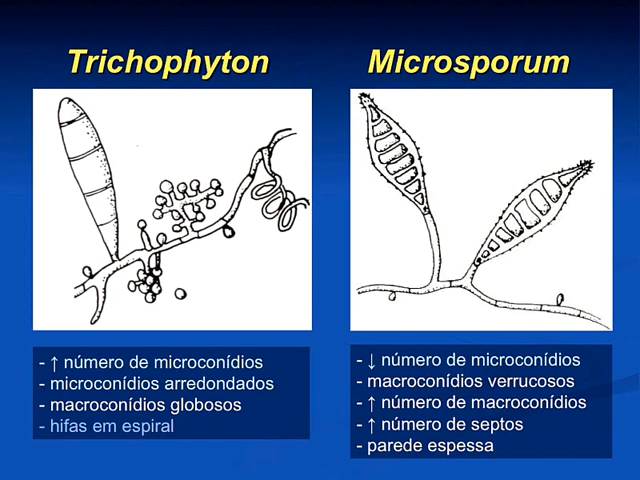 Trichophyton
Microsporum
- ↑ número de microconídios
- microconídios arredondados
- macroconídios globosos
- hifas em espiral
- ↓ número de microconídios
- macroconídios verrucosos
- ↑ número de macroconídios
- ↑ número de septos
- parede espessa